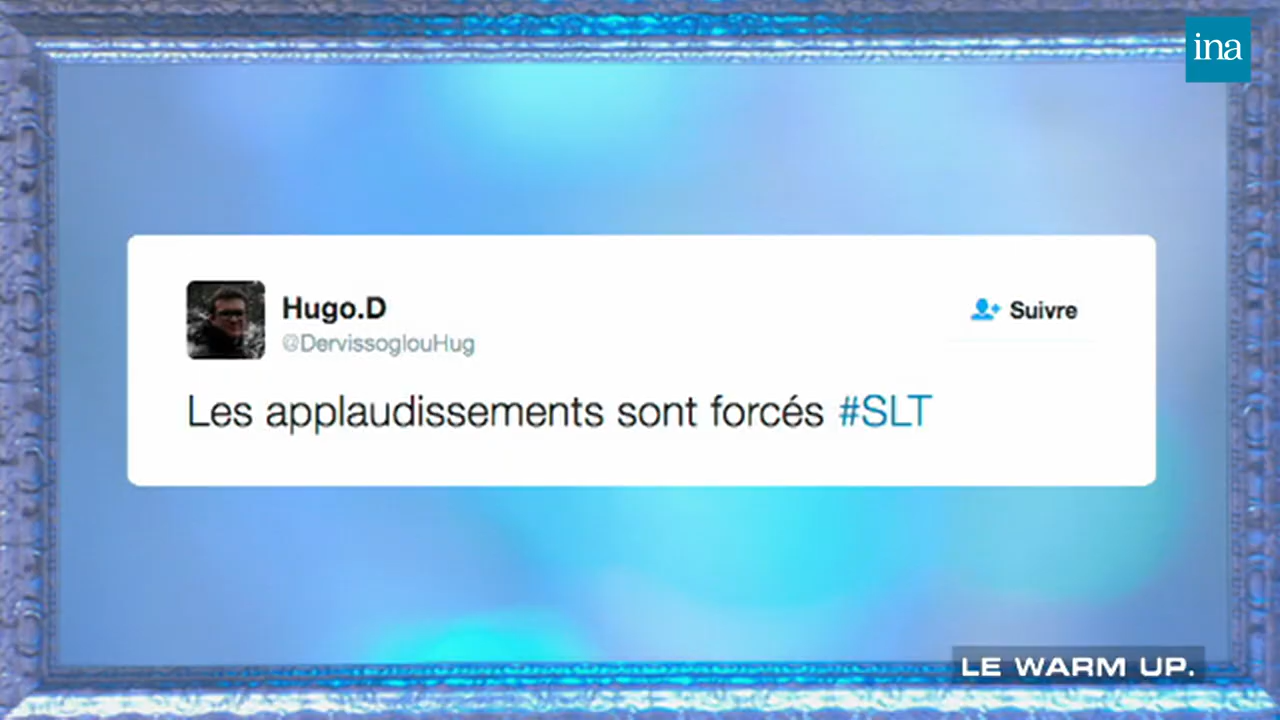 ina
Hugo.D
@DervissoglouHug
Suivre
Les applaudissements sont forcés #SLT
LE WARM UP.